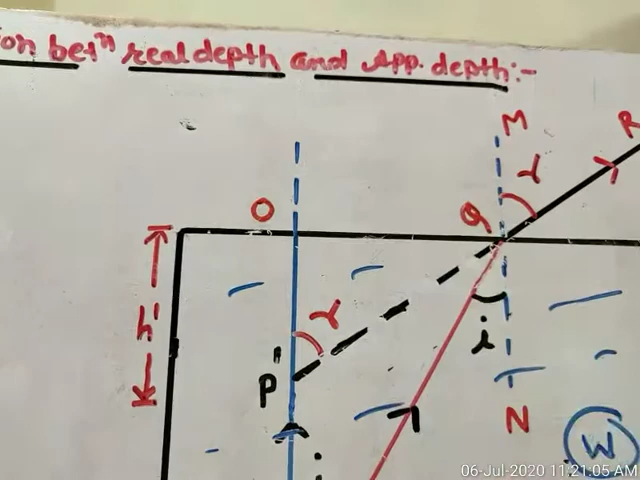 on betn real depth and App. depth:-
M
R
r
O
Q
h'
r
i
P'
N
W
i
06-Jul-2020 11:21:05 AM